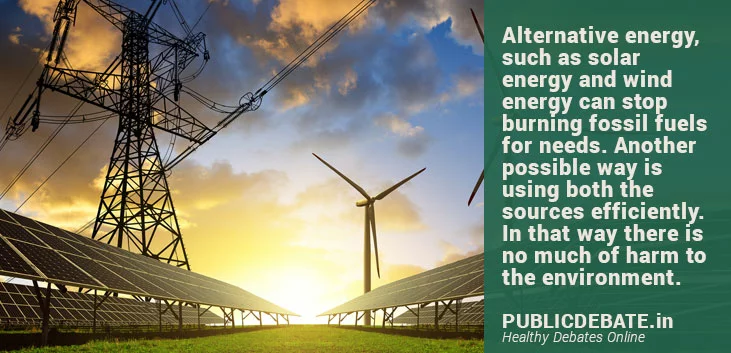 Alternative energy,
such as solar
energy and wind
energy can stop
burning fossil fuels
for needs. Another
possible way is
using both the
sources efficiently.
In that way there is
no much of harm to
the environment.
PUBLICDEBATE.in
Healthy Debates Online